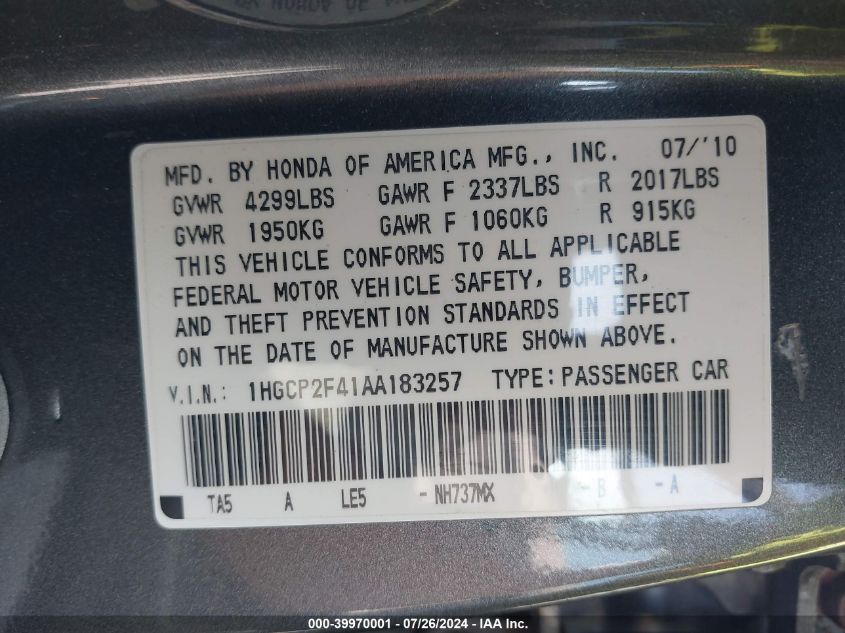 MFD. BY HONDA OF AMERICA MFG., INC. 07/'10
GVWR 4299LBS GAWR F 2337LBS R 2017LBS
GVWR 1950KG GAWR F 1060KG R 915KG
THIS VEHICLE CONFORMS TO ALL APPLICABLE
FEDERAL MOTOR VEHICLE SAFETY, BUMPER,
AND THEFT PREVENTION STANDARDS IN EFFECT
ON THE DATE OF MANUFACTURE SHOWN ABOVE.
V.I.N.: 1HGCP2F41AA183257 TYPE:PASSENGER CAR
TA5 A LE5 -NH737MX -B -A
000-39970001 - 07/26/2024 - IAA Inc.